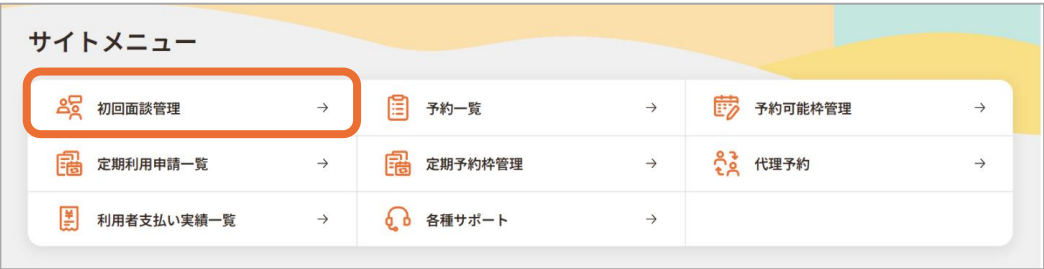 サイトメニュー
初回面談管理 → 予約一覧 → 予約可能枠管理 →
定期利用申請一覧 → 定期予約枠管理 → 代理予約 →
利用者支払い実績一覧 → 各種サポート →